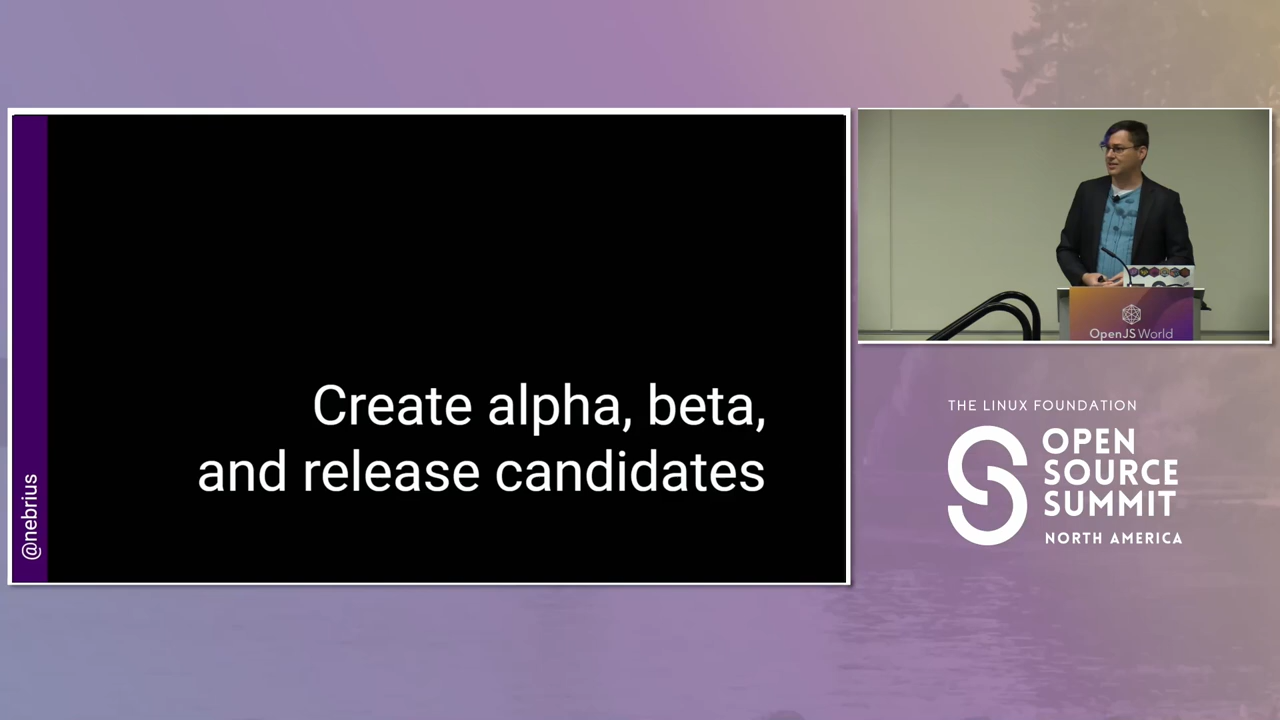 Create alpha, beta,
and release candidates
@nebrius
OpenJS World
THE LINUX FOUNDATION
OPEN
SOURCE
SUMMIT
NORTH AMERICA